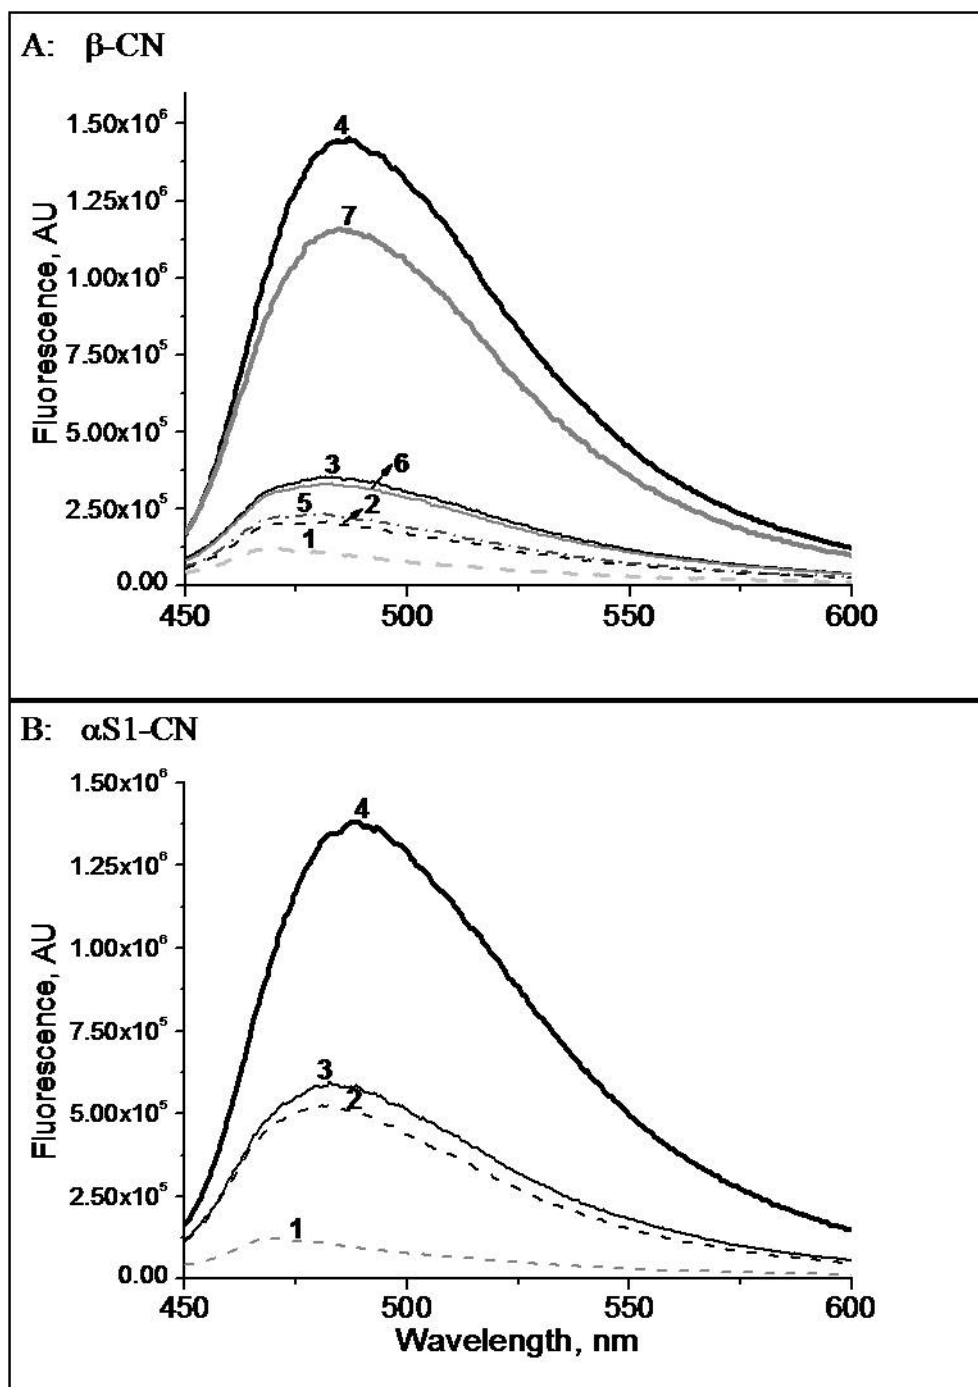 A: β-CN
1.50x10⁶
1.25x10⁶
1.00x10⁶
7.50x10⁵
5.00x10⁵
2.50x10⁵
0.00
Fluorescence, AU
4
7
3
6
5
2
1
450 500 550 600
B: αS1-CN
1.50x10⁶
1.25x10⁶
1.00x10⁶
7.50x10⁵
5.00x10⁵
2.50x10⁵
0.00
Fluorescence, AU
4
3
2
1
450 500 550 600
Wavelength, nm